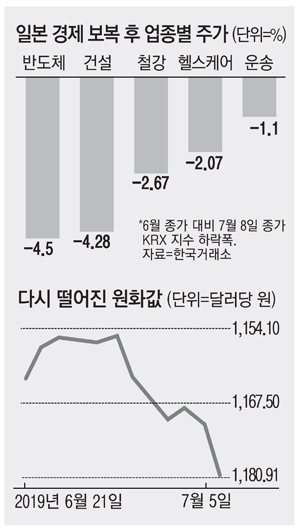 일본 경제 보복 후 업종별 주가 (단위=%)
반도체 건설 철강 헬스케어 운송
-1.1
-2.07
-2.67
-4.28
-4.5
*6월 종가 대비 7월 8일 종가
KRX 지수 하락폭.
자료=한국거래소
다시 떨어진 원화값 (단위=달러당 원)
1,154.10
1,167.50
1,180.91
2019년 6월 21일 7월 5일